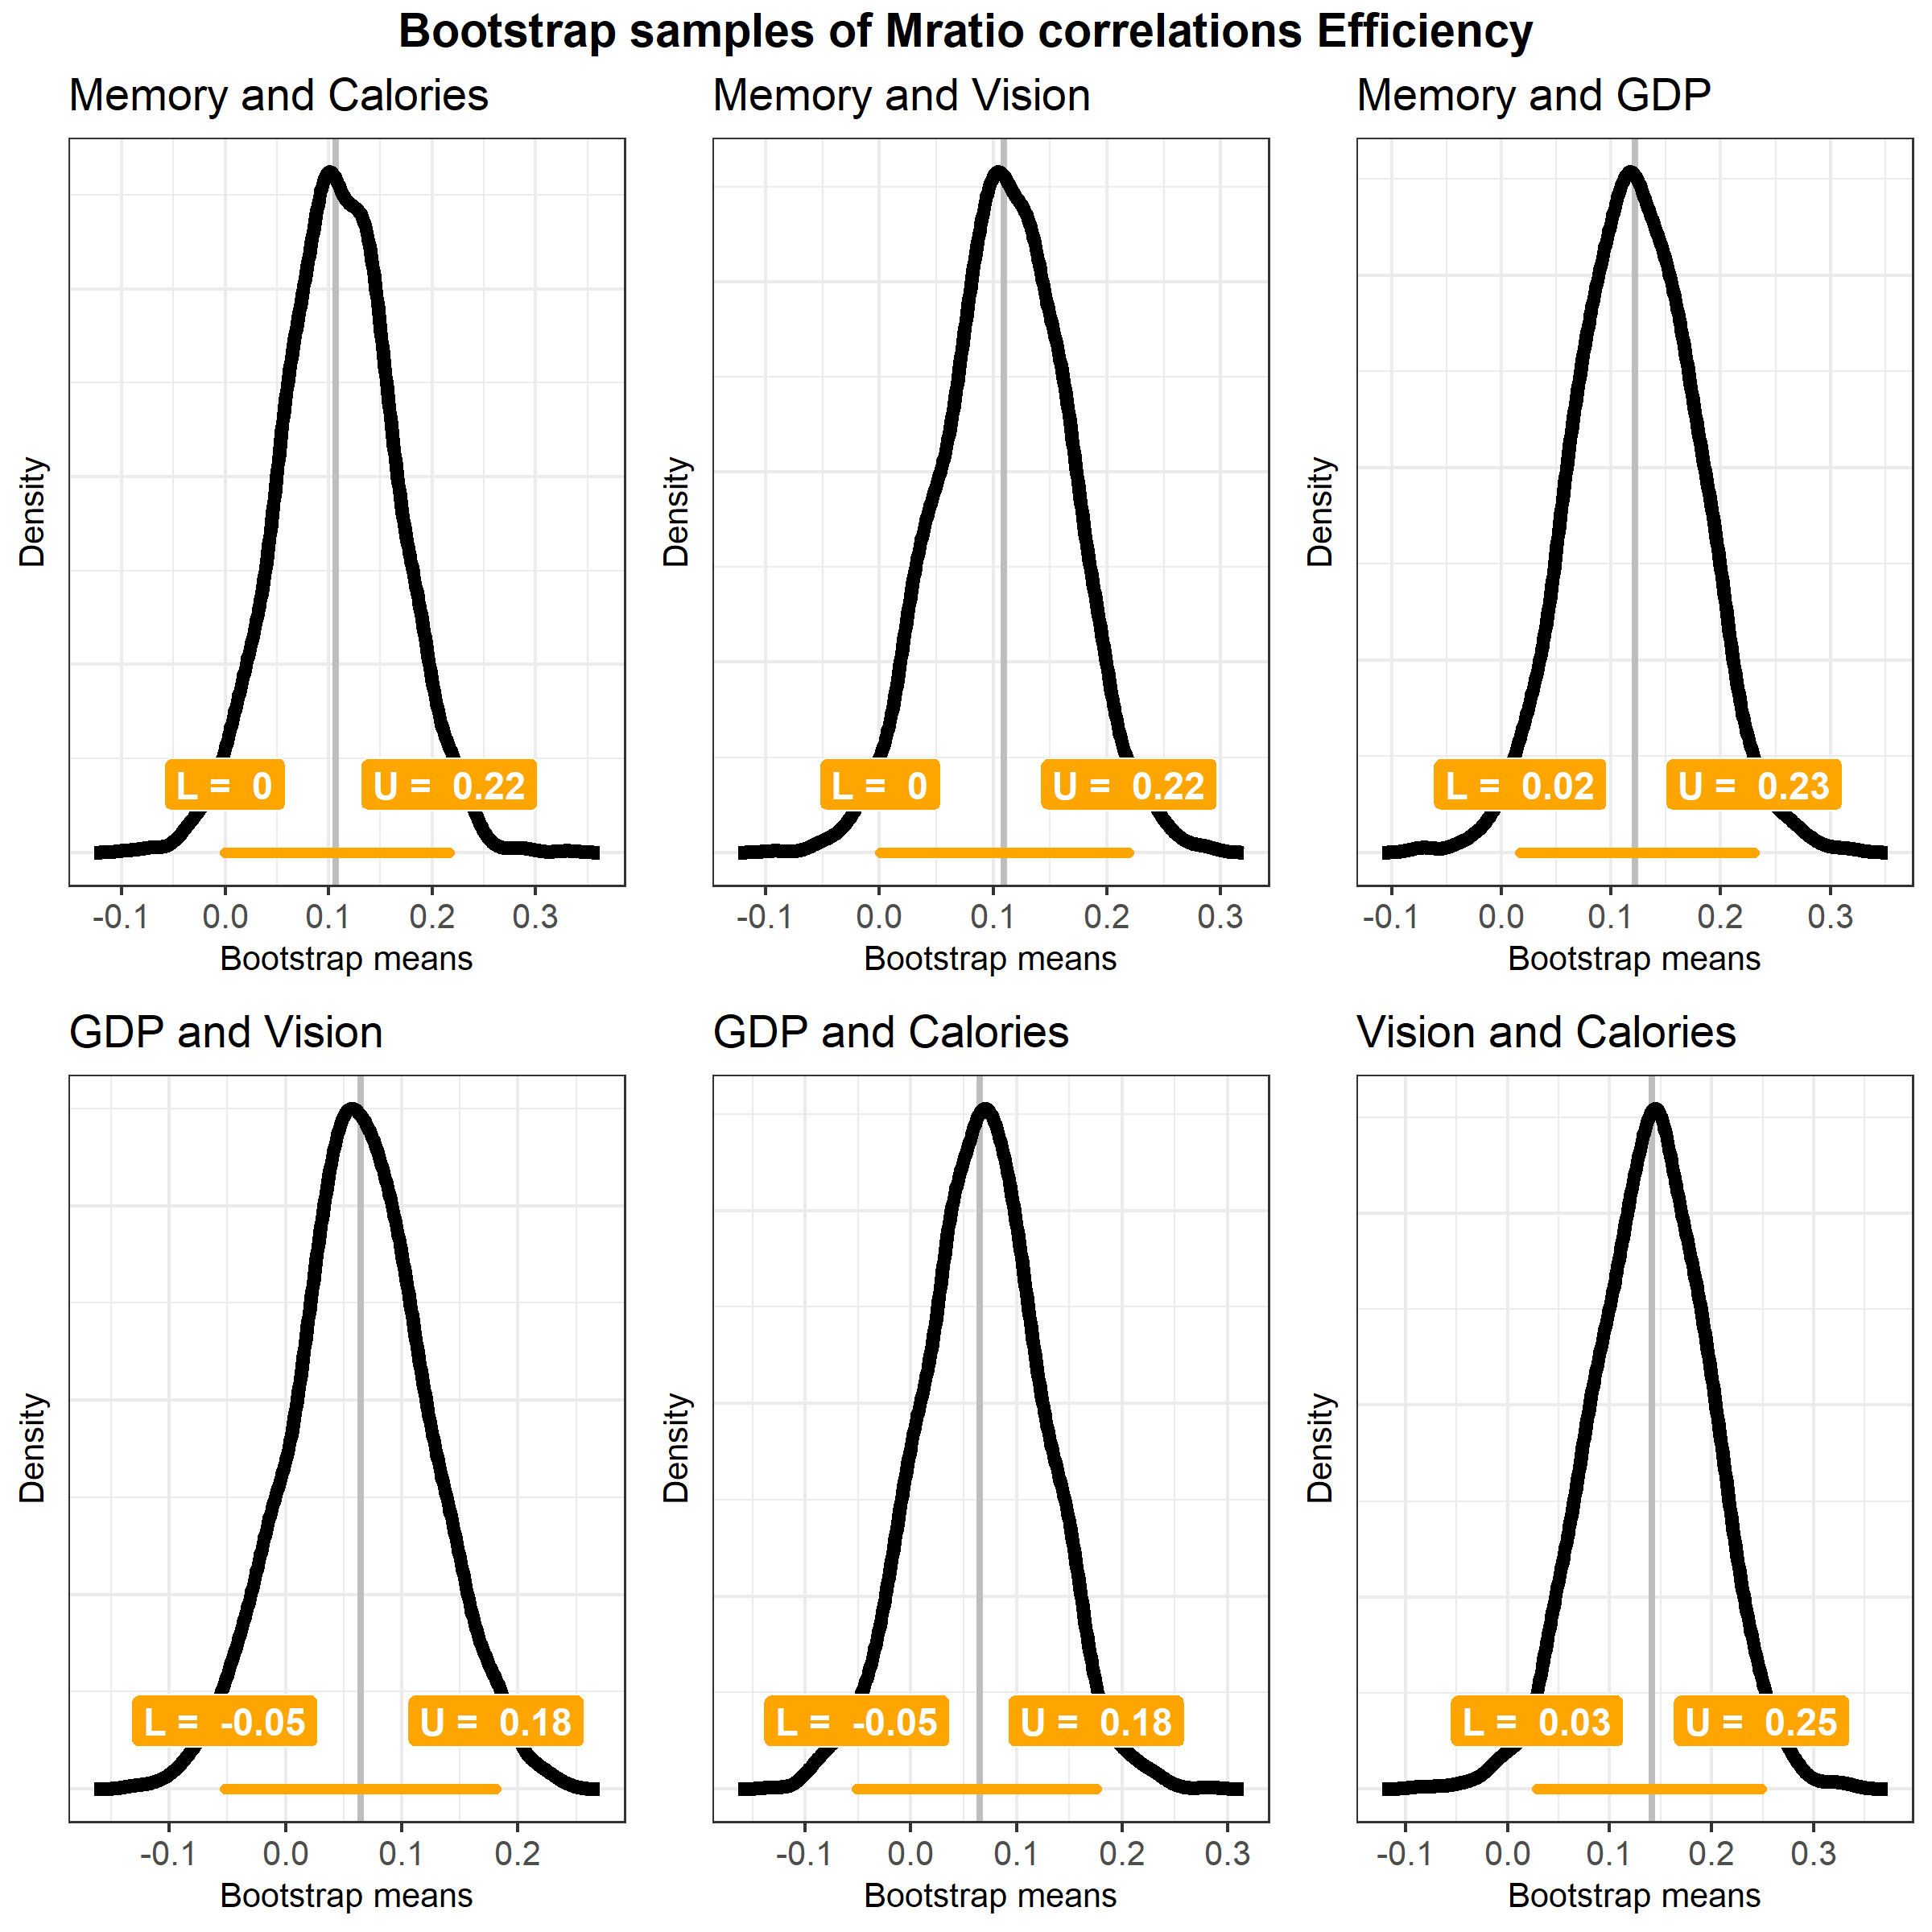 Bootstrap samples of Mratio correlations Efficiency
Memory and Calories
Density
L = 0
U = 0.22
-0.1 0.0 0.1 0.2 0.3
Bootstrap means
Memory and Vision
Density
L = 0
U = 0.22
-0.1 0.0 0.1 0.2 0.3
Bootstrap means
Memory and GDP
Density
L = 0.02
U = 0.23
-0.1 0.0 0.1 0.2 0.3
Bootstrap means
GDP and Vision
Density
L = -0.05
U = 0.18
-0.1 0.0 0.1 0.2
Bootstrap means
GDP and Calories
Density
L = -0.05
U = 0.18
-0.1 0.0 0.1 0.2 0.3
Bootstrap means
Vision and Calories
Density
L = 0.03
U = 0.25
-0.1 0.0 0.1 0.2 0.3
Bootstrap means